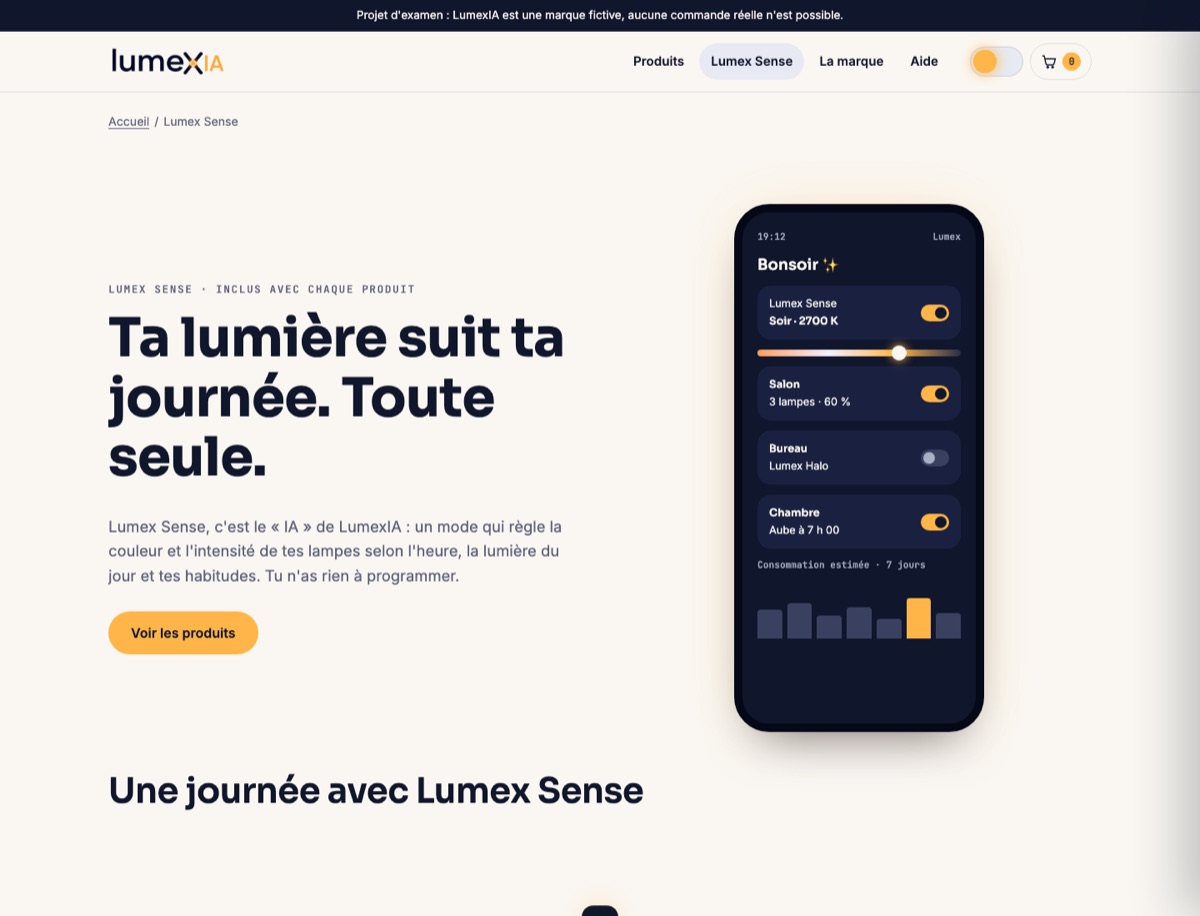 Projet d'examen : LumexIA est une marque fictive, aucune commande réelle n'est possible.
lumexIA
Produits
Lumex Sense
La marque
Aide
0
Accueil / Lumex Sense
LUMEX SENSE · INCLUS AVEC CHAQUE PRODUIT
Ta lumière suit ta
journée. Toute
seule.
Lumex Sense, c'est le « IA » de LumexIA : un mode qui règle la
couleur et l'intensité de tes lampes selon l'heure, la lumière du
jour et tes habitudes. Tu n'as rien à programmer.
Voir les produits
19:12
Lumex
Bonsoir ✨
Lumex Sense
Soir · 2700 K
Salon
3 lampes · 60 %
Bureau
Lumex Halo
Chambre
Aube à 7 h 00
Consommation estimée · 7 jours
Une journée avec Lumex Sense